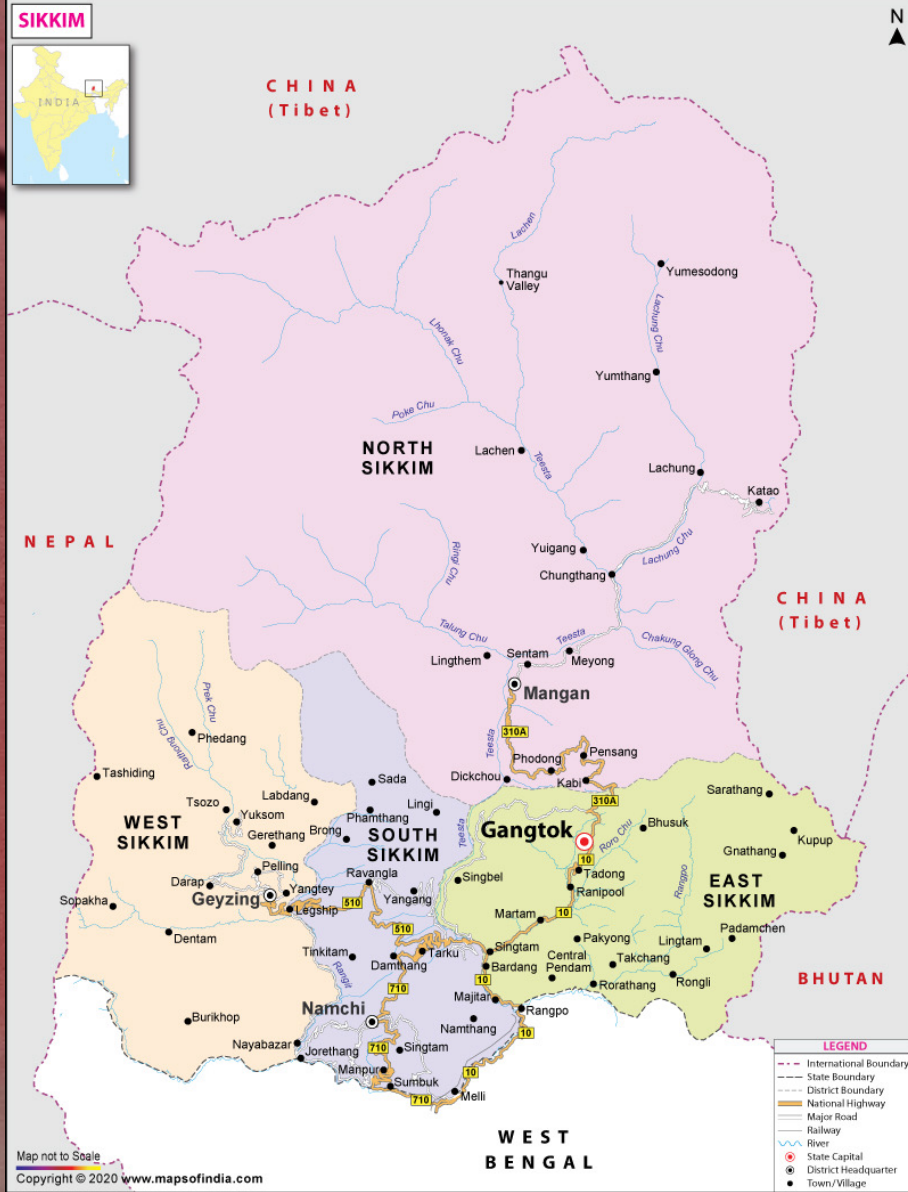 SIKKIM
N
INDIA
CHINA
(Tibet)
Lachen
Thangu
Valley
Yumesodong
Lachung Chu
Lhonak Chu
Yumthang
Poke Chu
NORTH
SIKKIM
Lachen
Teesta
Lachung
Katao
NEPAL
Ringi Chu
Yuigang
Lachung Chu
Chungthang
CHINA
(Tibet)
Talung Chu
Teesta
Chakung Glong Chu
Lingthem
Sentam
Meyong
Mangan
Prek Chu
Rathong Chu
Phedang
310A
Teesta
Phodong
Pensang
Tashiding
Dickchou
Kabi
Sada
Labdang
310A
Sarathang
Tsozo
Phamthang
Lingi
Yuksom
WEST
SIKKIM
Gerethang
Brong
SOUTH
SIKKIM
Teesta
Gangtok
Roro Chu
Bhusuk
Kupup
Gnathang
10
Pelling
Ravangla
Tadong
Rangpo
Darap
Yangtey
Singbel
Ranipool
EAST
SIKKIM
Geyzing
Yangang
Sopakha
Legship
510
Martam
10
510
Dentam
Padamchen
Pakyong
Lingtam
Tinkitam
Tarku
Singtam
Damthang
Bardang
Central
Pendam
Takchang
Rangit
10
Rongli
Rorathang
BHUTAN
710
Majitar
Rangpo
Namchi
Burikhop
Namthang
10
Nayabazar
Jorethang
710
Singtam
Manpur
10
Sumbuk
Melli
710
WEST
BENGAL
LEGEND
International Boundary
State Boundary
District Boundary
National Highway
Major Road
Railway
River
State Capital
District Headquarter
Town/Village
Map not to Scale
Copyright © 2020 www.mapsofindia.com